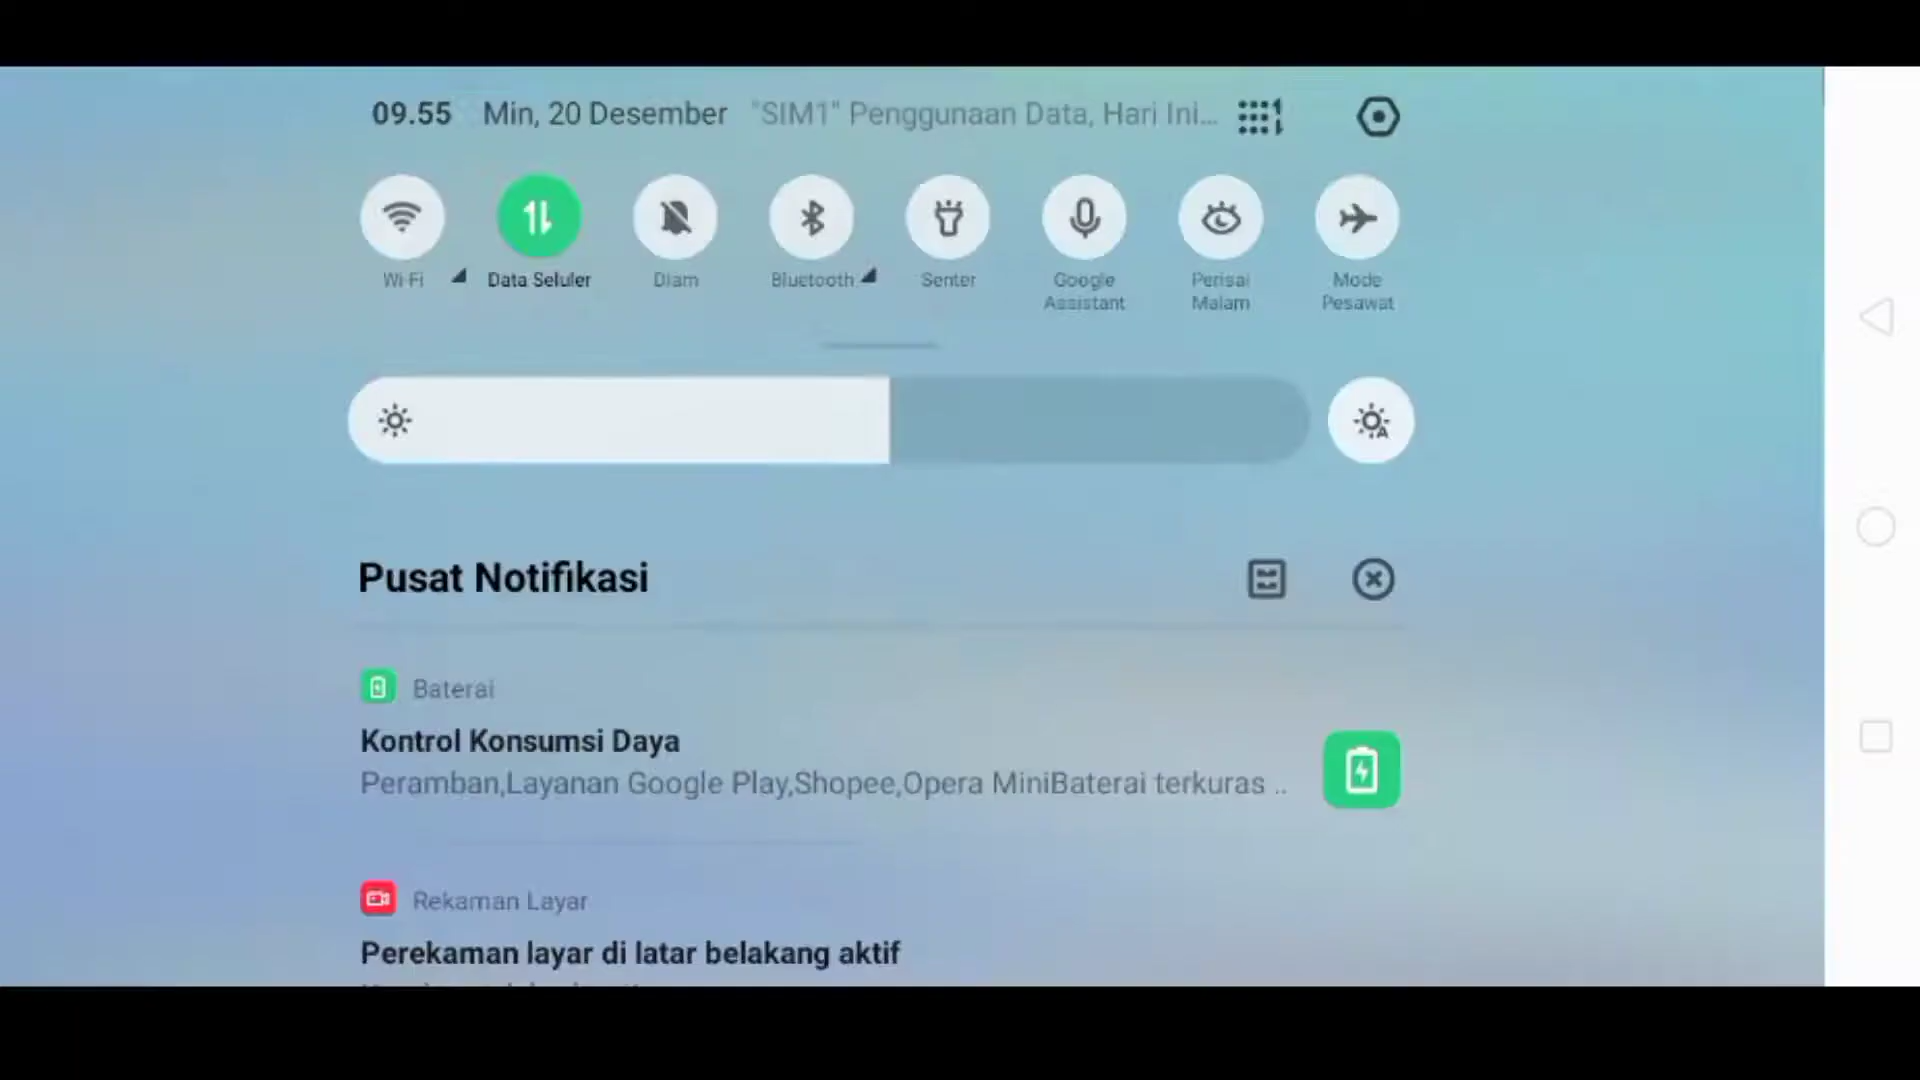 09.55 Min, 20 Desember "SIM1" Penggunaan Data, Hari Ini...
Wi-Fi Data Seluler Diam Bluetooth Senter Google Assistant Perisai Malam Mode Pesawat
Pusat Notifikasi
Baterai
Kontrol Konsumsi Daya
Peramban,Layanan Google Play,Shopee,Opera MiniBaterai terkuras ..
Rekaman Layar
Perekaman layar di latar belakang aktif